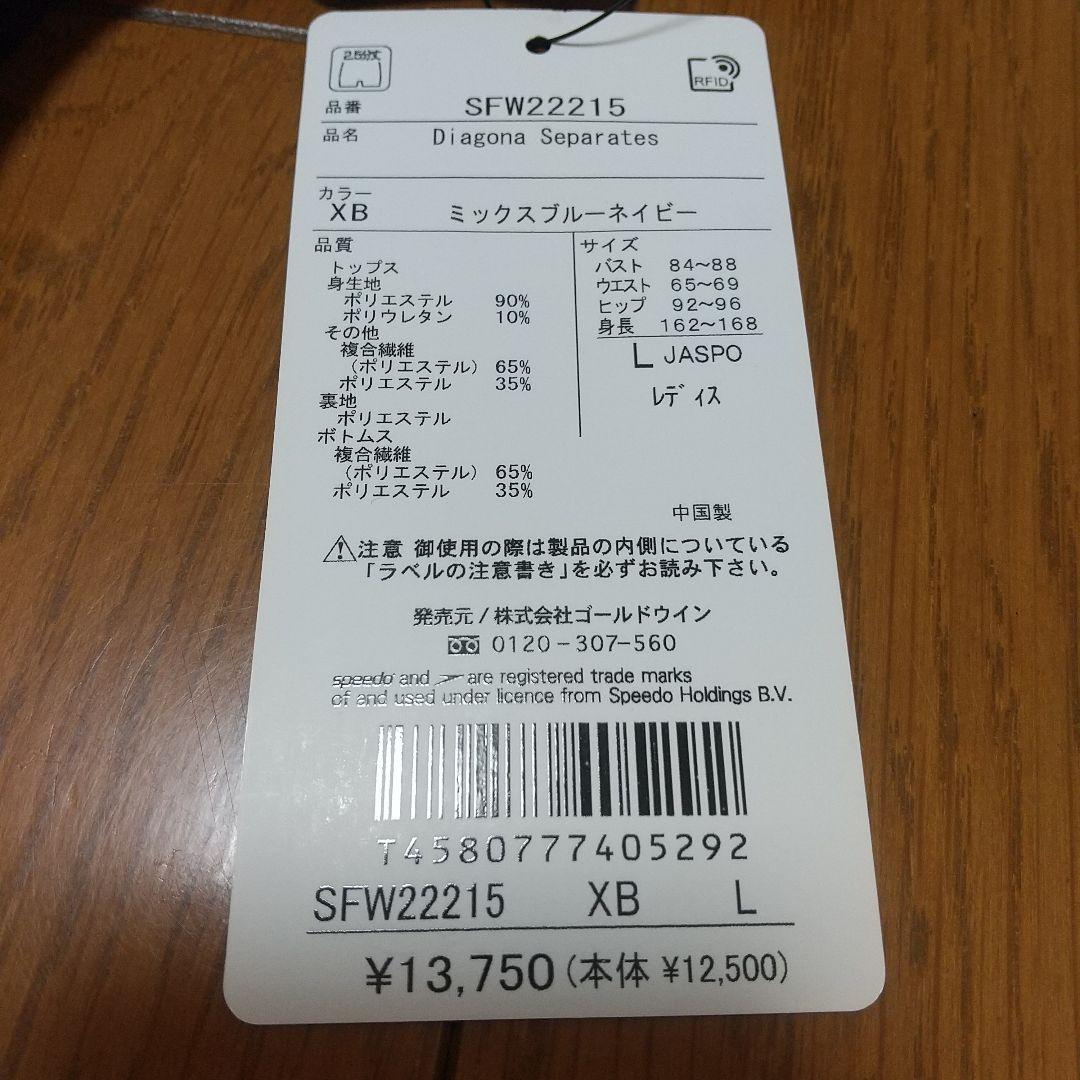 2.5分丈
RFID
品番 SFW22215
品名 Diagona Separates
カラー
XB ミックスブルーネイビー
品質
トップス
身生地
ポリエステル 90%
ポリウレタン 10%
その他
複合繊維
(ポリエステル) 65%
ポリエステル 35%
裏地
ポリエステル
ボトムス
複合繊維
(ポリエステル) 65%
ポリエステル 35%
サイズ
バスト 84~88
ウエスト 65~69
ヒップ 92~96
身長 162~168
L JASPO
レディス
中国製
注意 御使用の際は製品の内側についている
「ラベルの注意書き」を必ずお読み下さい。
発売元/株式会社ゴールドウイン
0120-307-560
speedo and are registered trade marks
of and used under licence from Speedo Holdings B.V.
T4580777405292
SFW22215 XB L
¥13,750(本体 ¥12,500)